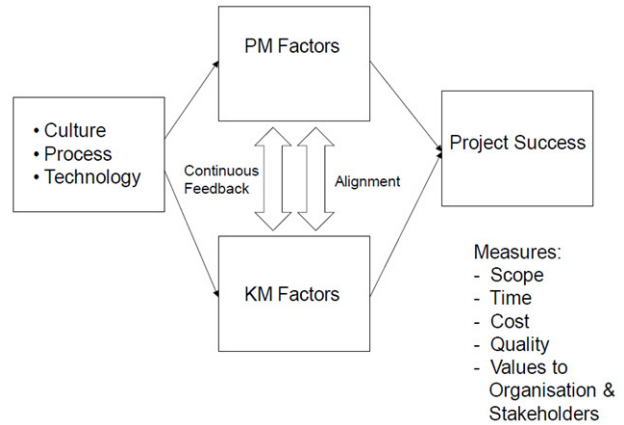 PM Factors
• Culture
• Process
• Technology
Continuous
Feedback
Alignment
Project Success
KM Factors
Measures:
- Scope
- Time
- Cost
- Quality
- Values to
Organisation &
Stakeholders